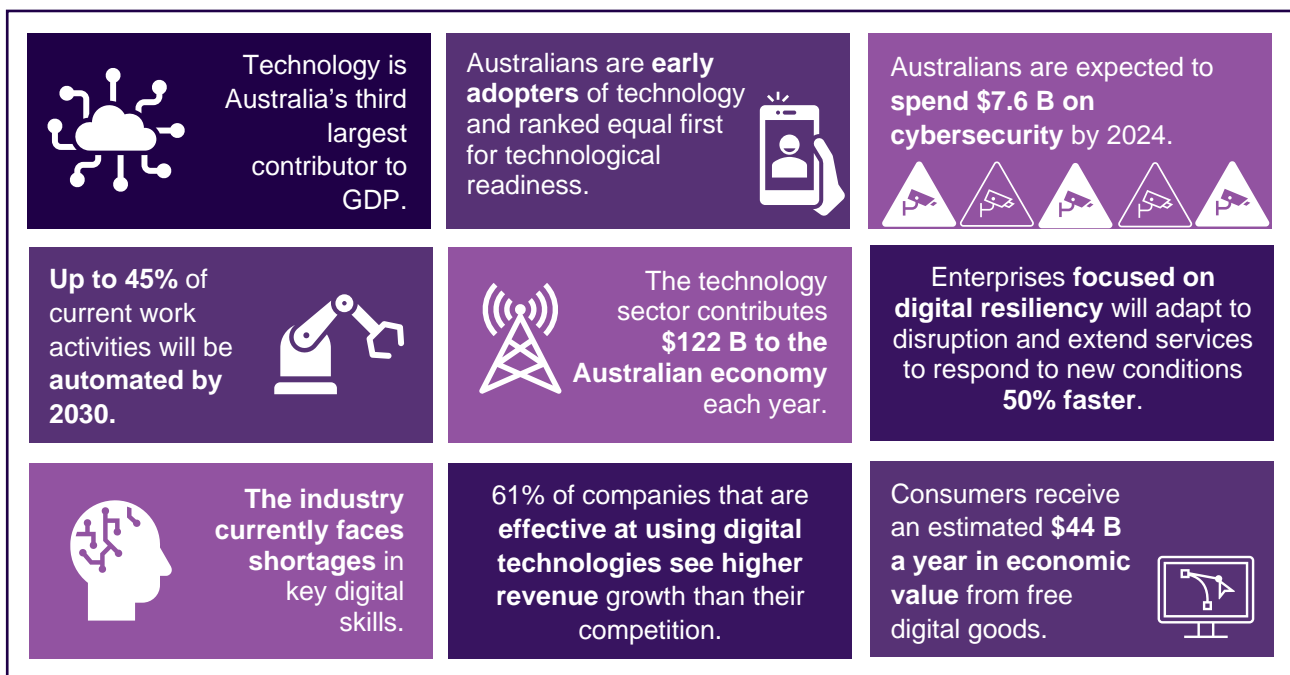 Technology is
Australia’s third
largest
contributor to
GDP.
Australians are early
adopters of technology
and ranked equal first
for technological
readiness.
Australians are expected to
spend $7.6 B on
cybersecurity by 2024.
Up to 45% of
current work
activities will be
automated by
2030.
The technology
sector contributes
$122 B to the
Australian economy
each year.
Enterprises focused on
digital resiliency will adapt to
disruption and extend services
to respond to new conditions
50% faster.
The industry
currently faces
shortages in
key digital
skills.
61% of companies that are
effective at using digital
technologies see higher
revenue growth than their
competition.
Consumers receive
an estimated $44 B
a year in economic
value from free
digital goods.